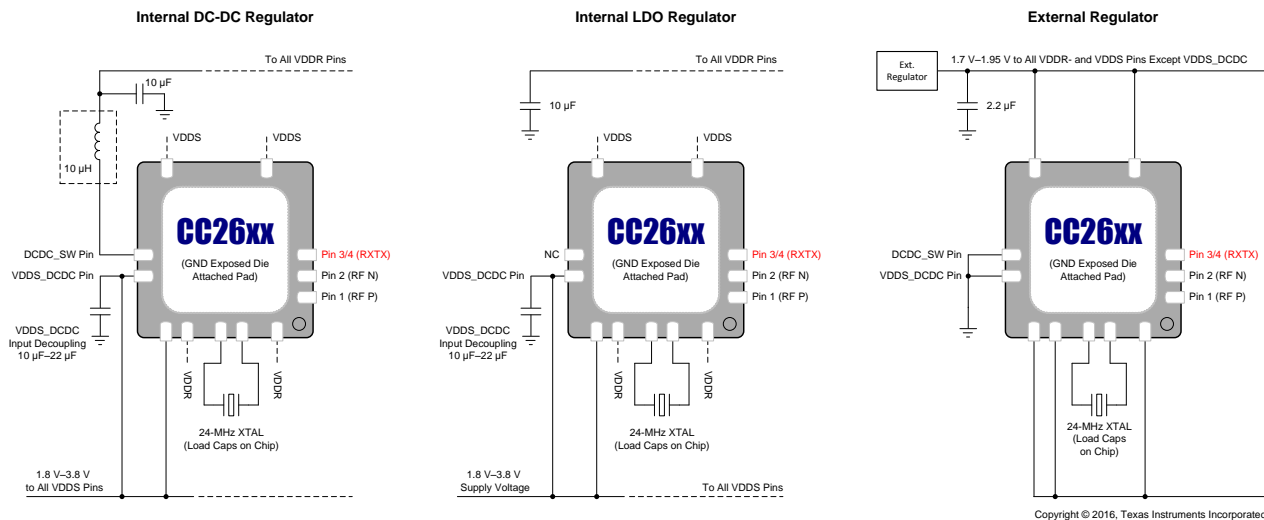 Internal DC-DC Regulator
To All VDDR Pins
10 µF
10 µH
VDDS
VDDS
CC26xx
(GND Exposed Die
Attached Pad)
DCDC_SW Pin
VDDS_DCDC Pin
Pin 3/4 (RXTX)
Pin 2 (RF N)
Pin 1 (RF P)
VDDS_DCDC
Input Decoupling
10 µF–22 µF
VDDR
VDDR
24-MHz XTAL
(Load Caps on Chip)
1.8 V–3.8 V
to All VDDS Pins
Internal LDO Regulator
To All VDDR Pins
10 µF
VDDS
VDDS
CC26xx
(GND Exposed Die
Attached Pad)
NC
VDDS_DCDC Pin
Pin 3/4 (RXTX)
Pin 2 (RF N)
Pin 1 (RF P)
VDDS_DCDC
Input Decoupling
10 µF–22 µF
VDDR
VDDR
24-MHz XTAL
(Load Caps on Chip)
1.8 V–3.8 V
Supply Voltage
To All VDDS Pins
External Regulator
Ext.
Regulator
1.7 V–1.95 V to All VDDR- and VDDS Pins Except VDDS_DCDC
2.2 µF
CC26xx
(GND Exposed Die
Attached Pad)
DCDC_SW Pin
VDDS_DCDC Pin
Pin 3/4 (RXTX)
Pin 2 (RF N)
Pin 1 (RF P)
24-MHz XTAL
(Load Caps
on Chip)
Copyright © 2016, Texas Instruments Incorporated